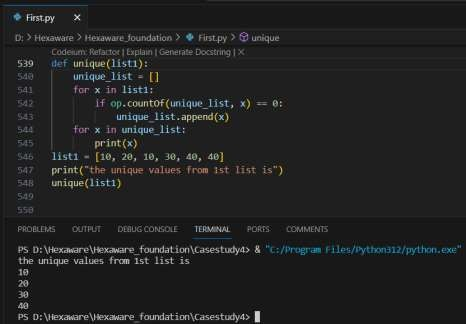 First.py ×
D: > Hexaware > Hexaware_foundation > First.py > unique
Codeium: Refactor | Explain | Generate Docstring | ×
539 def unique(list1):
540     unique_list = []
541     for x in list1:
542         if op.countOf(unique_list, x) == 0:
543             unique_list.append(x)
544     for x in unique_list:
545         print(x)
546 list1 = [10, 20, 10, 30, 40, 40]
547 print("the unique values from 1st list is")
548 unique(list1)
549
550
PROBLEMS OUTPUT DEBUG CONSOLE TERMINAL PORTS COMMENTS
PS D:\Hexaware\Hexaware_foundation\Casestudy4> & "C:/Program Files/Python312/python.exe"
the unique values from 1st list is
10
20
30
40
PS D:\Hexaware\Hexaware_foundation\Casestudy4>